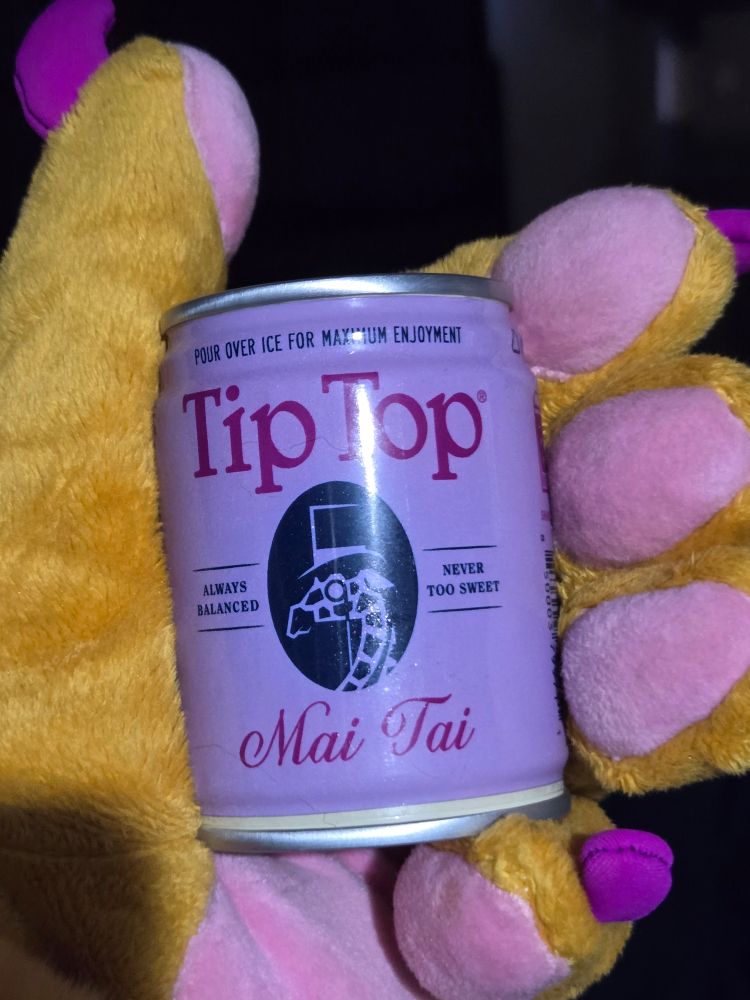 POUR OVER ICE FOR MAXIMUM ENJOYMENT
Tip Top®
ALWAYS
BALANCED
NEVER
TOO SWEET
Mai Tai